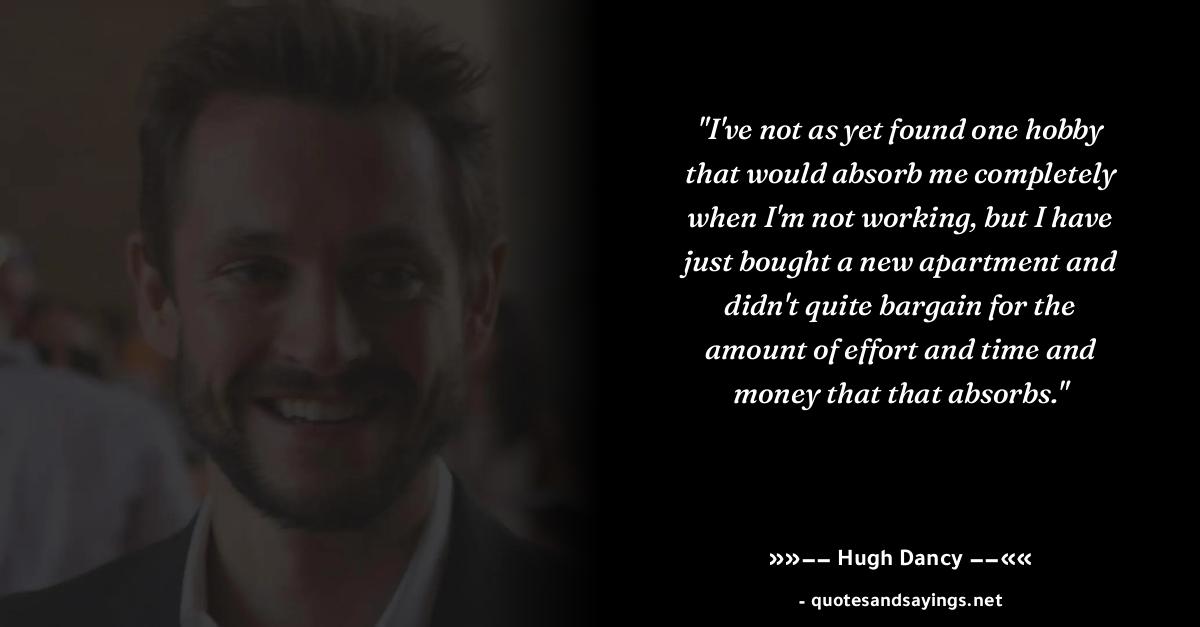 "I've not as yet found one hobby
that would absorb me completely
when I'm not working, but I have
just bought a new apartment and
didn't quite bargain for the
amount of effort and time and
money that that absorbs."
»»−− Hugh Dancy −−««
- quotesandsayings.net